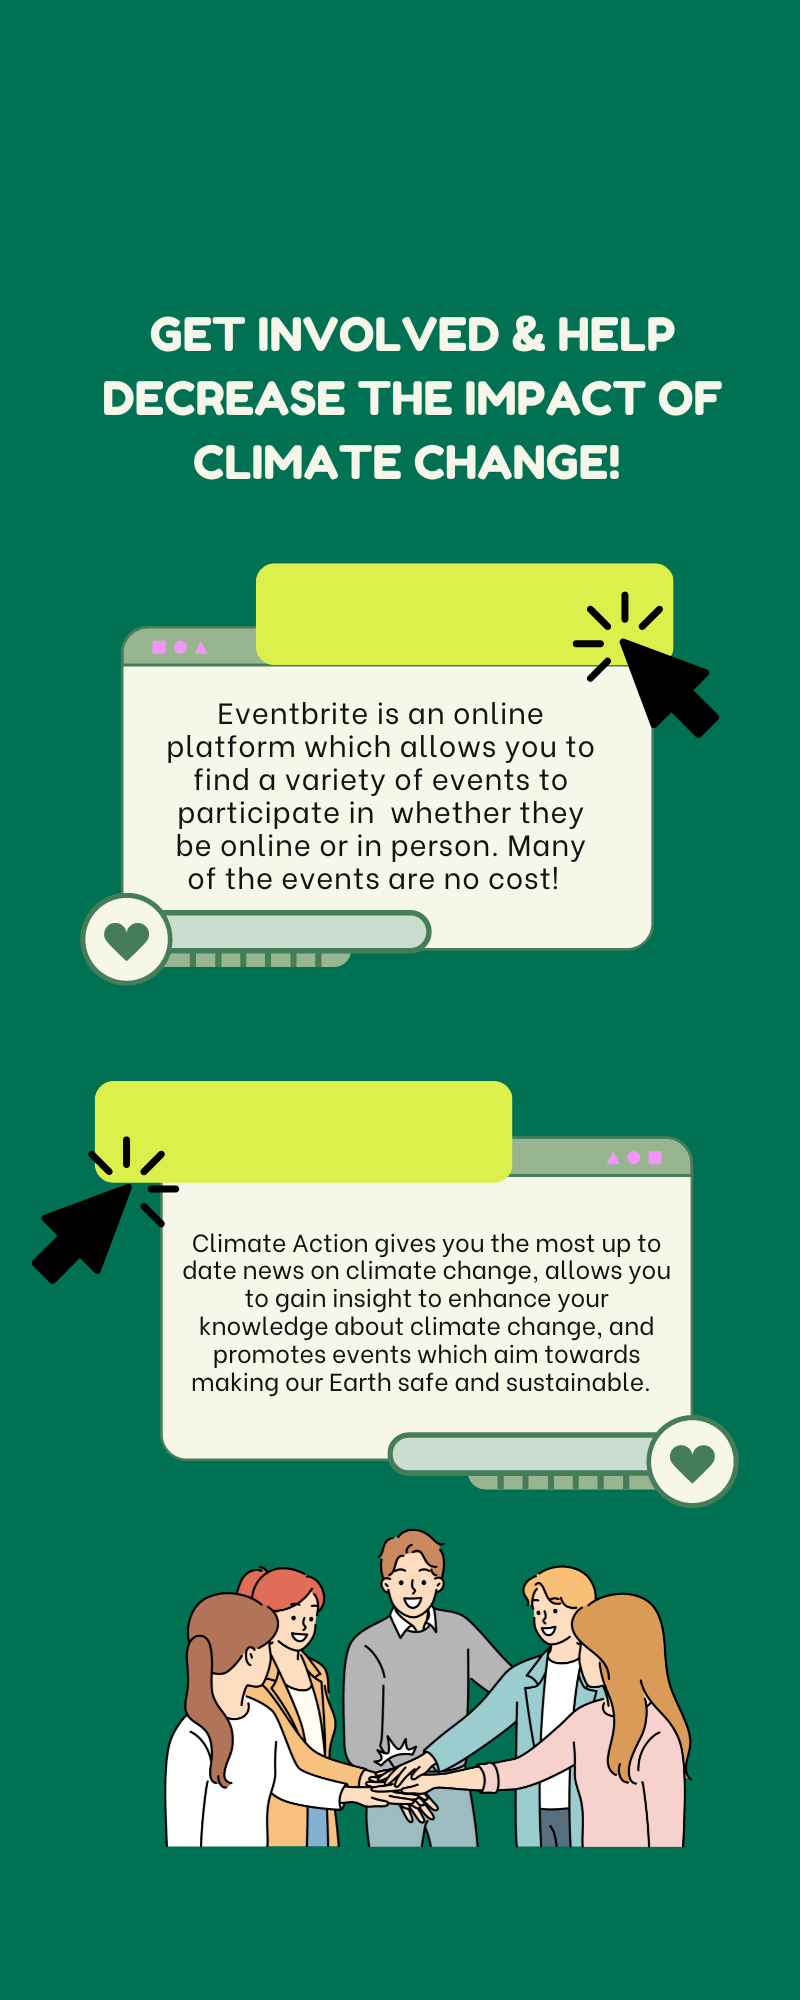 GET INVOLVED & HELP
DECREASE THE IMPACT OF
CLIMATE CHANGE!
Eventbrite is an online
platform which allows you to
find a variety of events to
participate in  whether they
be online or in person. Many
of the events are no cost!
Climate Action gives you the most up to
date news on climate change, allows you
to gain insight to enhance your
knowledge about climate change, and
promotes events which aim towards
making our Earth safe and sustainable.